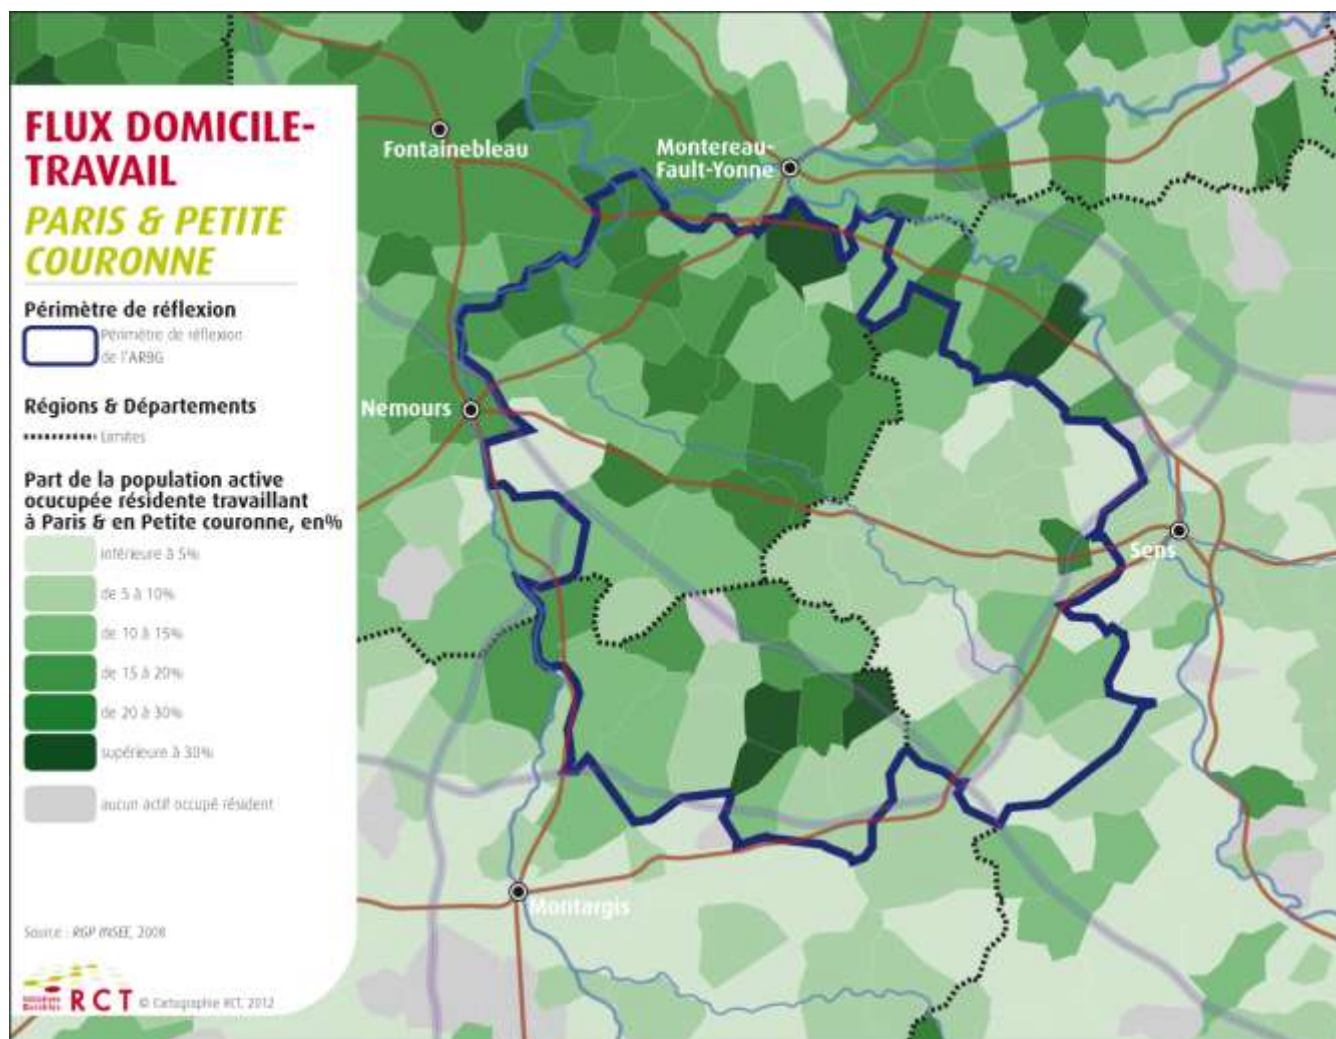 FLUX DOMICILE-
TRAVAIL
PARIS & PETITE
COURONNE
Périmètre de réflexion
Périmètre de réflexion
de l'AR9G
Régions & Départements
Limites
Part de la population active
ocucupée résidente travaillant
à Paris & en Petite couronne, en%
inférieure à 5%
de 5 à 10%
de 10 à 15%
de 15 à 20%
de 20 à 30%
supérieure à 30%
aucun actif occupé résident
Source : RGP INSEE, 2008
RCT © Cartographie RCT, 2012
Fontainebleau
Montereau-
Fault-Yonne
Nemours
Sens
Montargis